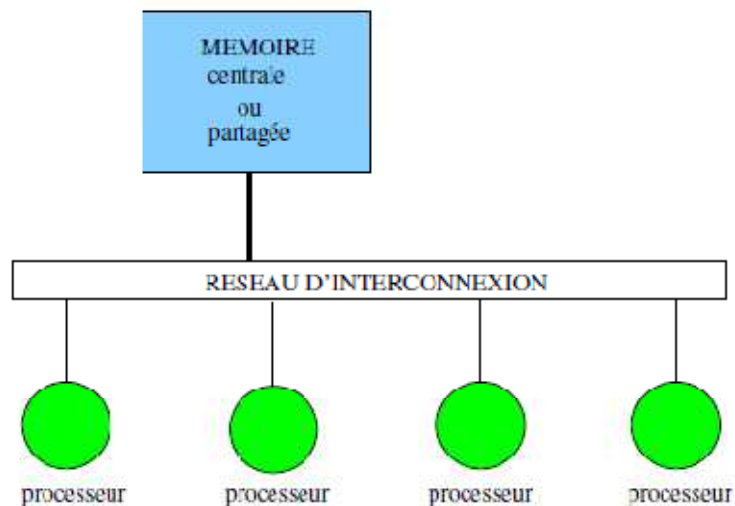 MEMOIRE
centrale
ou
partagée
RESEAU D'INTERCONNEXION
processeur
processeur
processeur
processeur